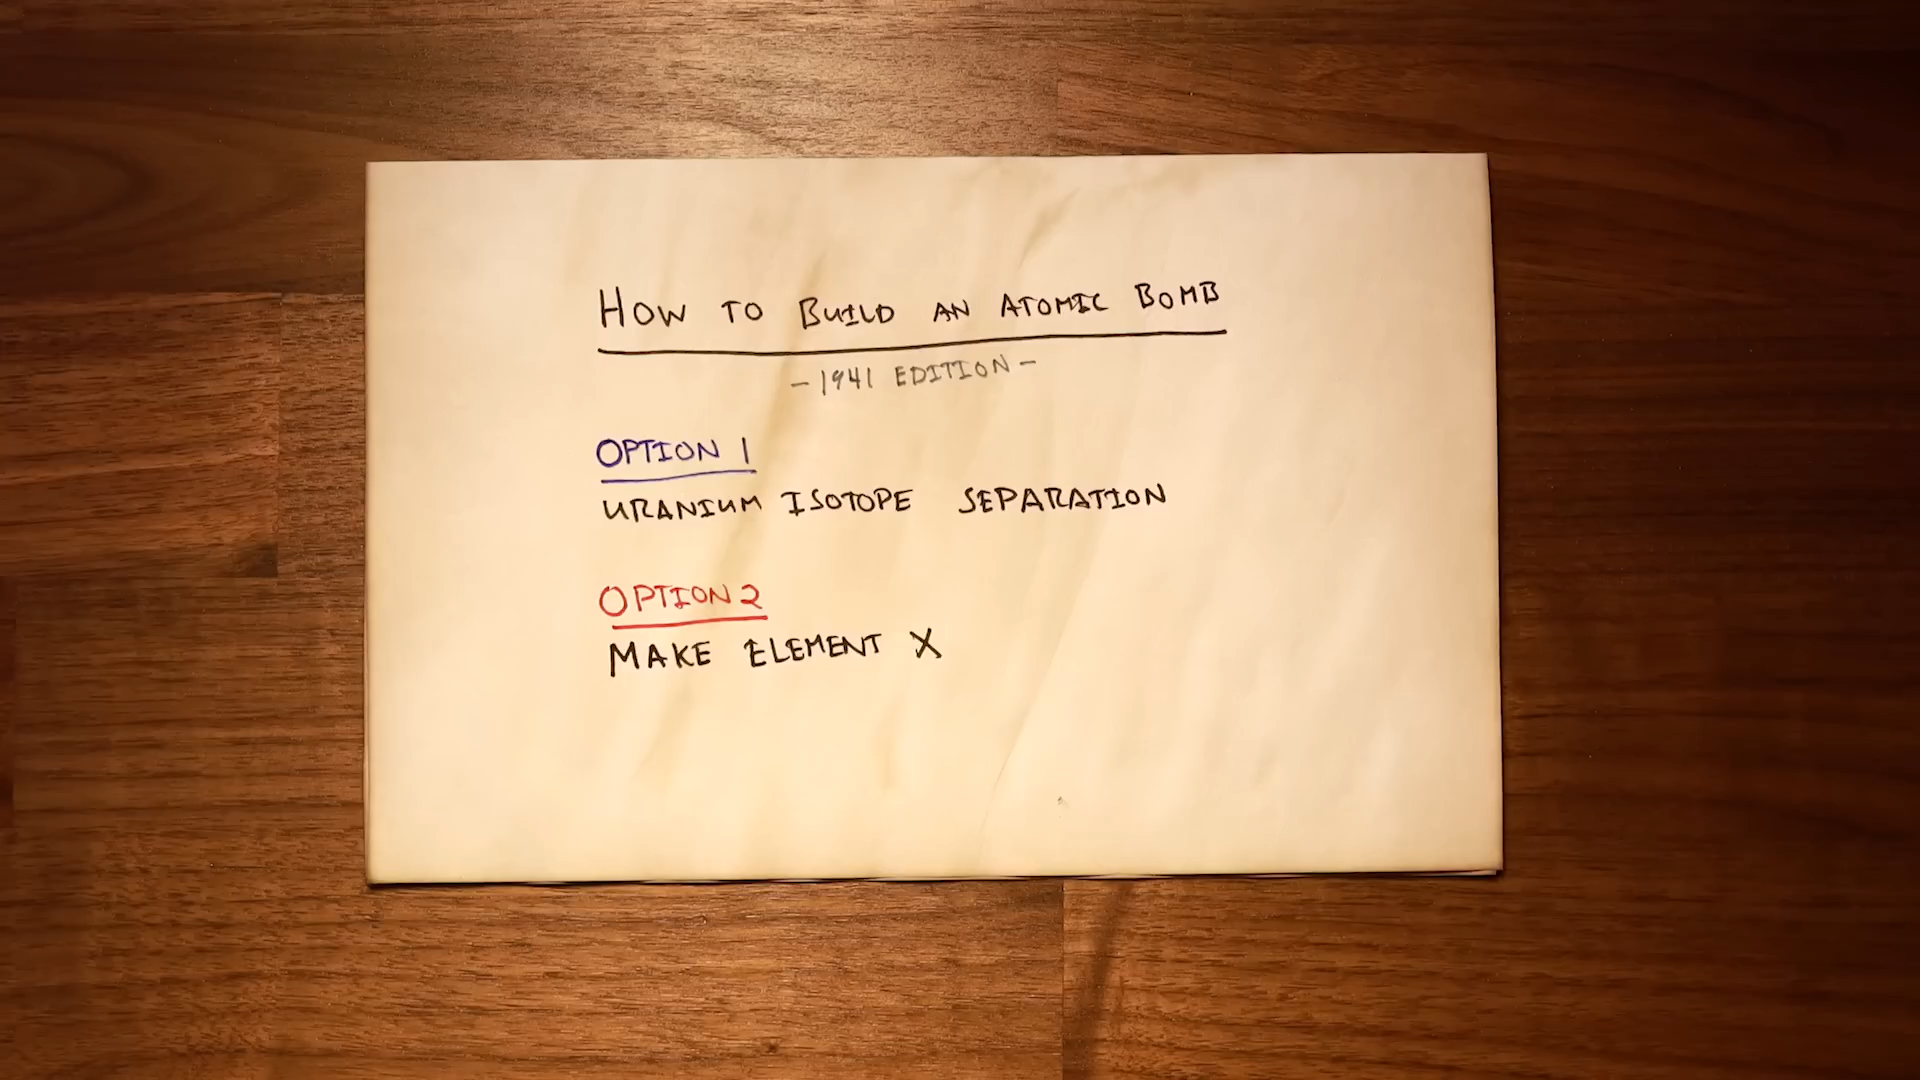 HOW TO BUILD AN ATOMIC BOMB
- 1941 EDITION -
OPTION 1
URANIUM ISOTOPE SEPARATION
OPTION 2
MAKE ELEMENT X